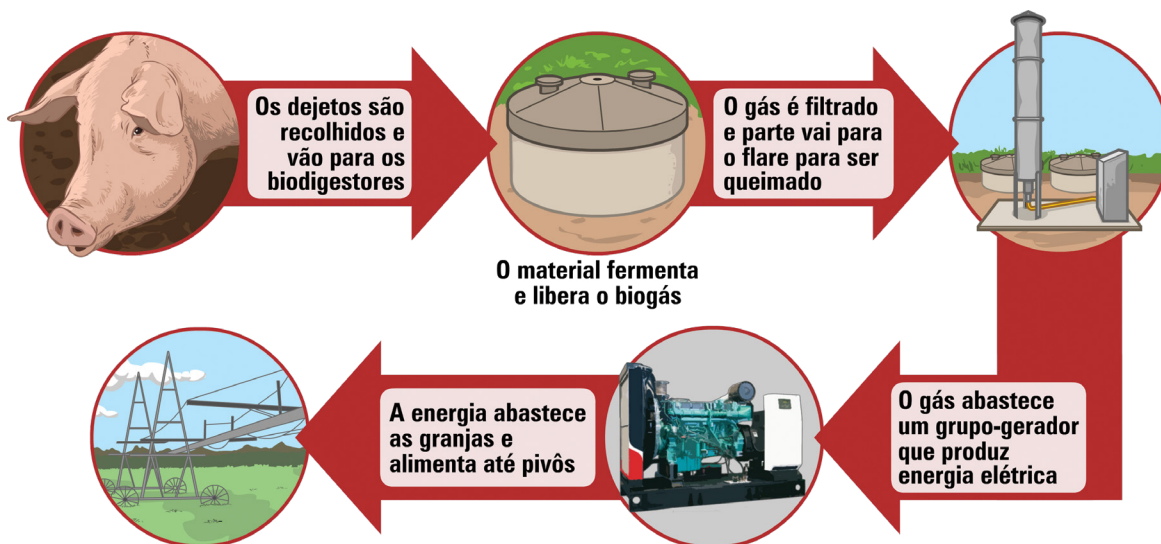 Os dejetos são
recolhidos e
vão para os
biodigestores
O material fermenta
e libera o biogás
O gás é filtrado
e parte vai para
o flare para ser
queimado
O gás abastece
um grupo-gerador
que produz
energia elétrica
A energia abastece
as granjas e
alimenta até pivôs